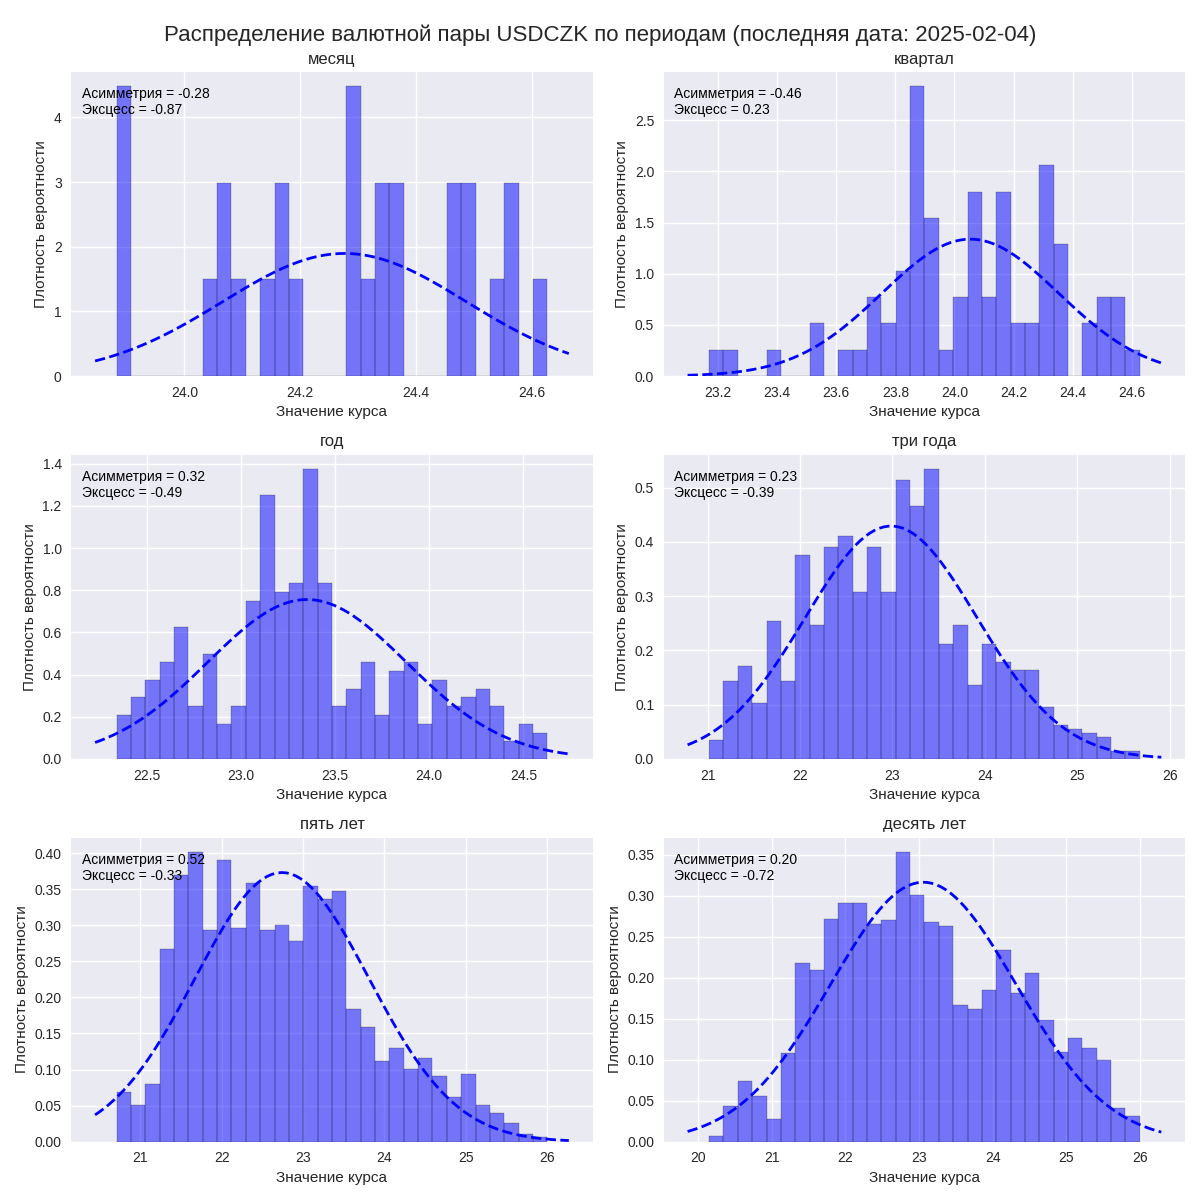 Распределение валютной пары USDCZK по периодам (последняя дата: 2025-02-04)
месяц
Асимметрия = -0.28
Эксцесс = -0.87
Плотность вероятности
4
3
2
1
0
24.0 24.2 24.4 24.6
Значение курса
квартал
Асимметрия = -0.46
Эксцесс = 0.23
Плотность вероятности
2.5
2.0
1.5
1.0
0.5
0.0
23.2 23.4 23.6 23.8 24.0 24.2 24.4 24.6
Значение курса
год
Асимметрия = 0.32
Эксцесс = -0.49
Плотность вероятности
1.4
1.2
1.0
0.8
0.6
0.4
0.2
0.0
22.5 23.0 23.5 24.0 24.5
Значение курса
три года
Асимметрия = 0.23
Эксцесс = -0.39
Плотность вероятности
0.5
0.4
0.3
0.2
0.1
0.0
21 22 23 24 25 26
Значение курса
пять лет
Асимметрия = 0.52
Эксцесс = -0.33
Плотность вероятности
0.40
0.35
0.30
0.25
0.20
0.15
0.10
0.05
0.00
21 22 23 24 25 26
Значение курса
десять лет
Асимметрия = 0.20
Эксцесс = -0.72
Плотность вероятности
0.35
0.30
0.25
0.20
0.15
0.10
0.05
0.00
20 21 22 23 24 25 26
Значение курса